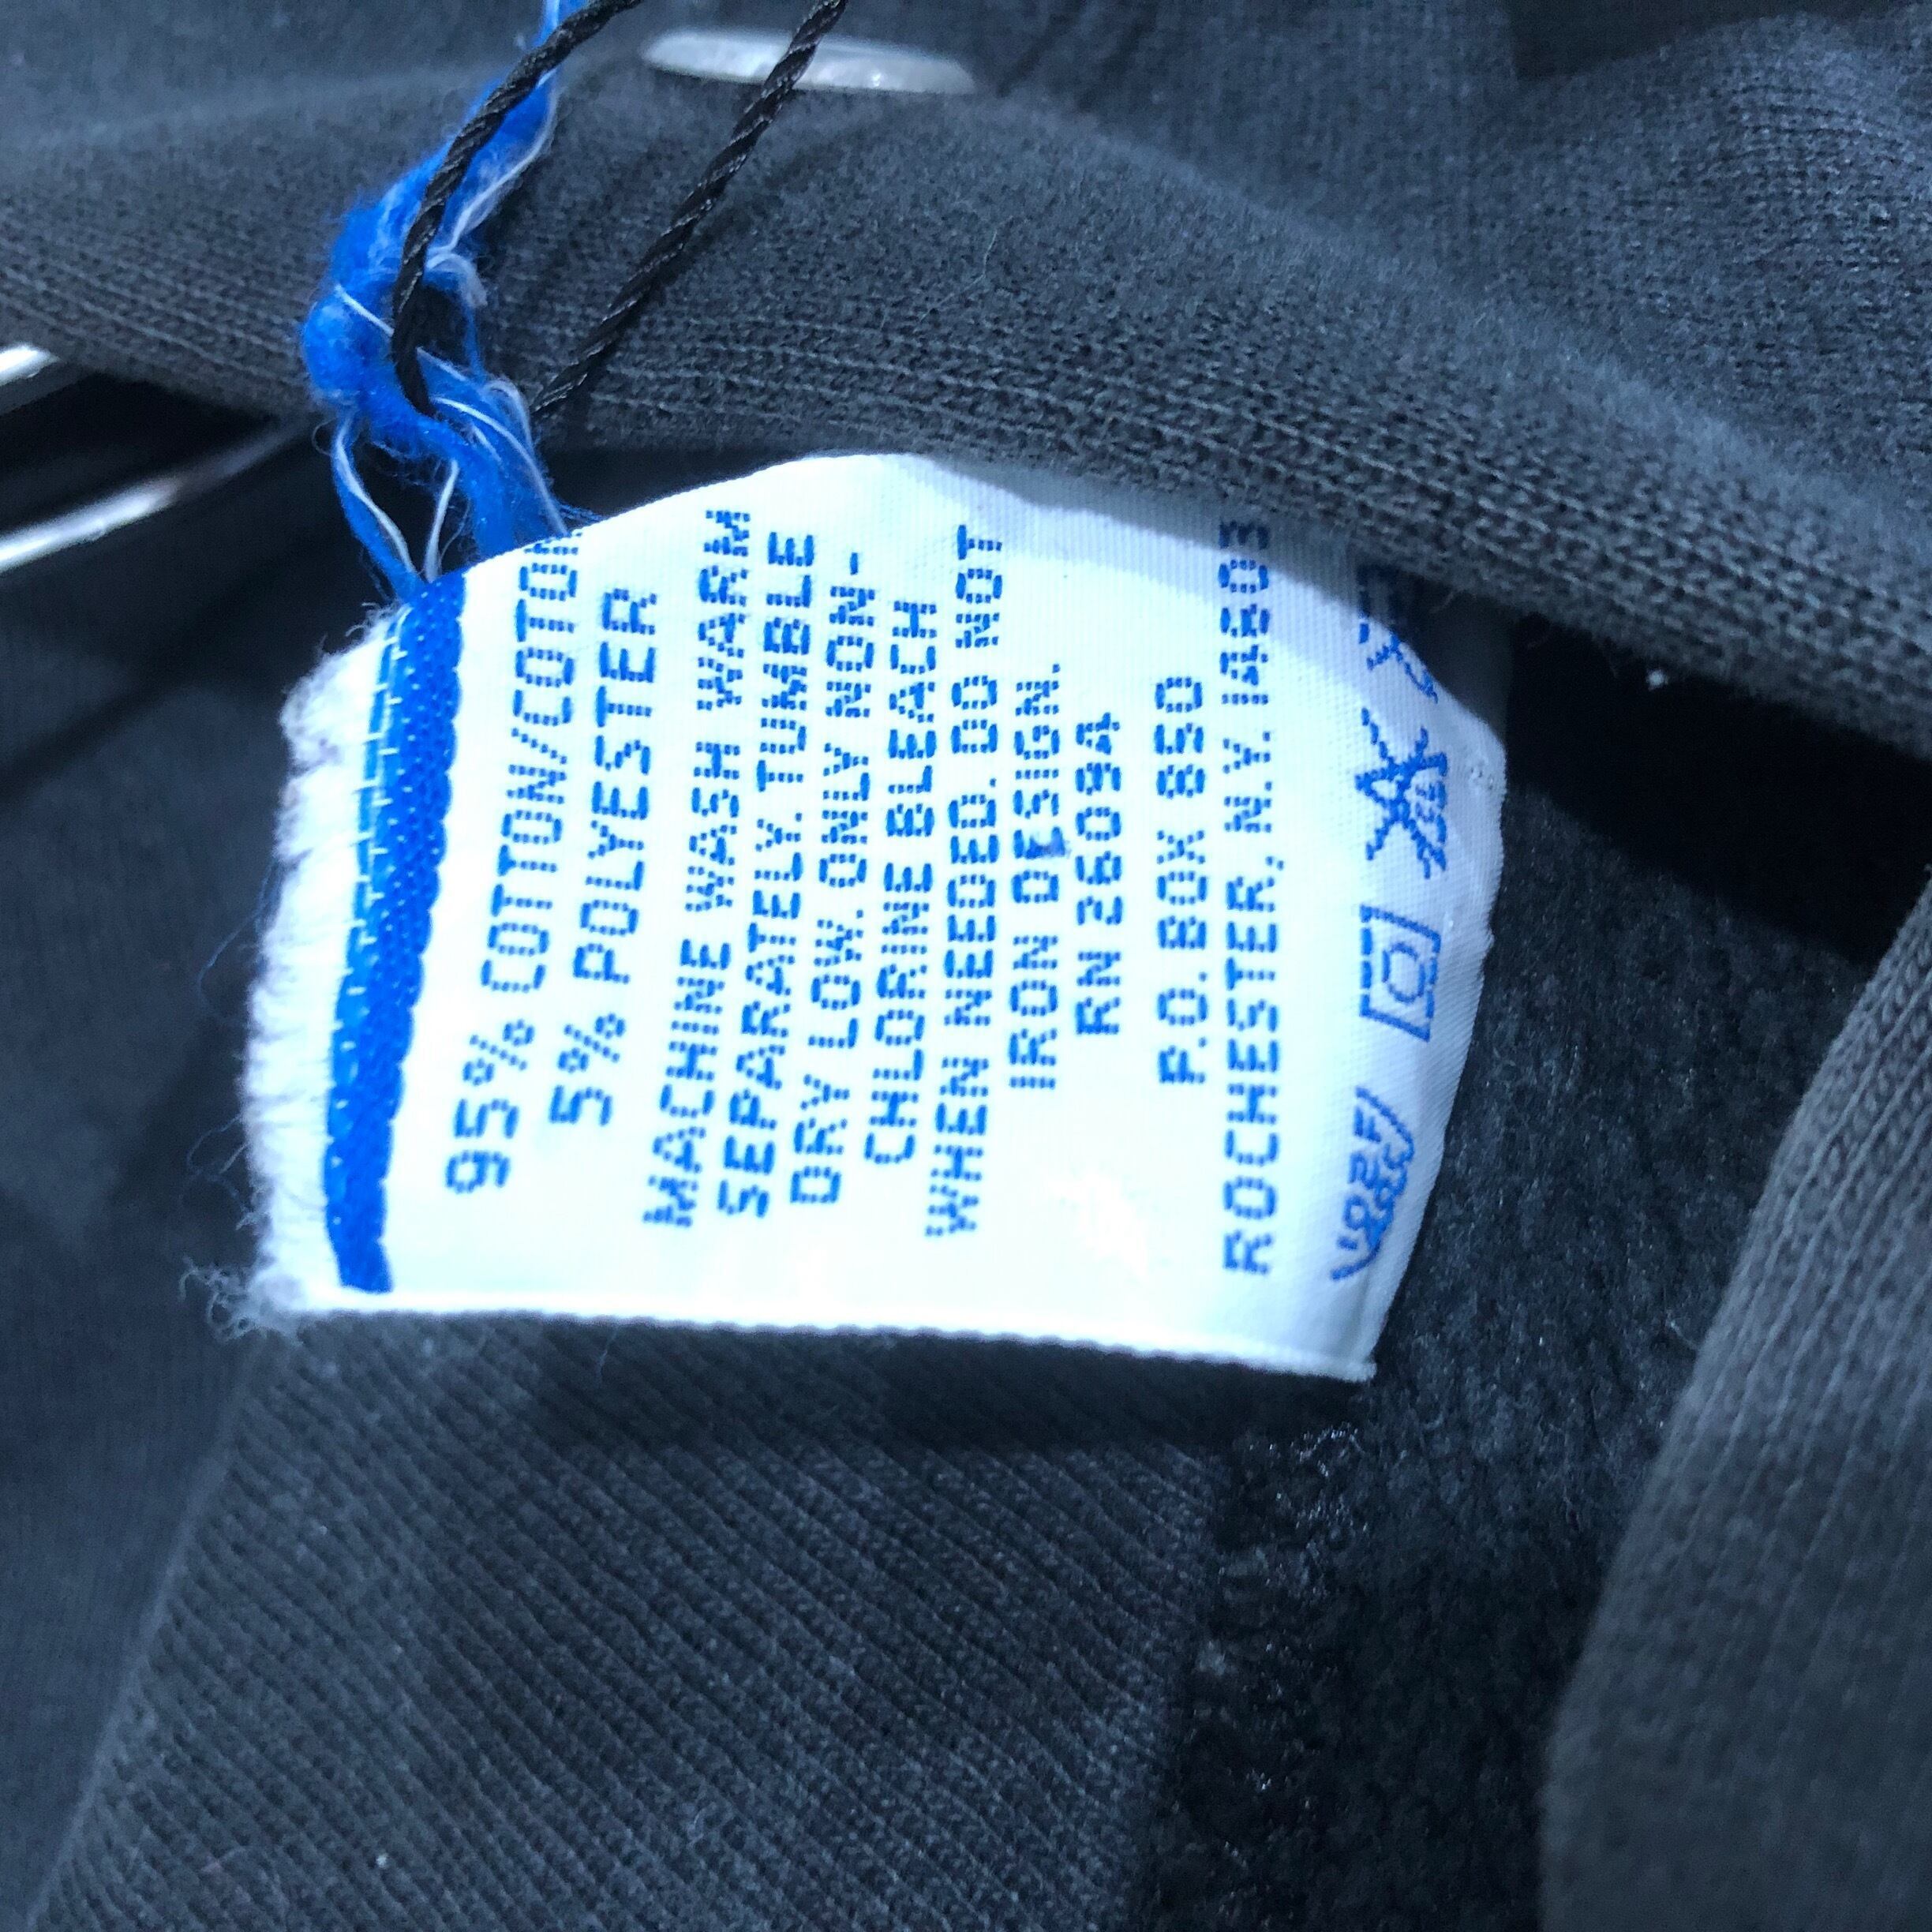 95% COTTON/COTON
5% POLYESTER
MACHINE WASH WARM
SEPARATELY. TUMBLE
DRY LOW. ONLY NON-
CHLORINE BLEACH
WHEN NEEDED. DO NOT
IRON DESIGN.
RN 26094
P.O. BOX 850
ROCHESTER, N.Y. 14603